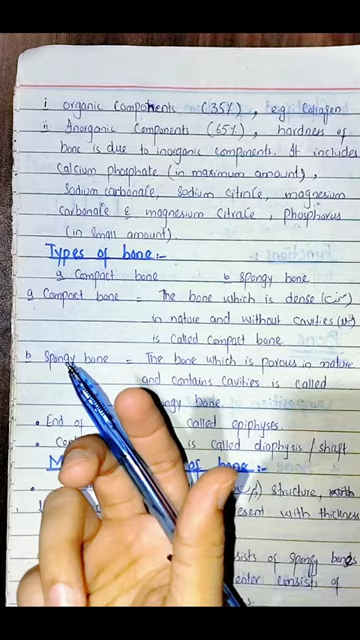 i organic components (35%), e.g collagen
ii Inorganic Components (65%), hardness of
bone is due to inorganic components. It includes
calcium phosphate (in maximum amount),
sodium carbonate, sodium citrate, magnesium
carbonate & magnesium citrate, phosphorus
(in small amount).
Types of bone:-
a Compact bone b Spongy bone
a Compact bone = The bone which is dense
in nature and without cavities
is called compact bone.
b Spongy bone = The bone which is porous in nature
and contains cavities is called
bone
• End of called epiphyses.
• is called diaphysis / shaft
of bone:-
structure, with
present with thickness
consists of spongy bones
center consists of